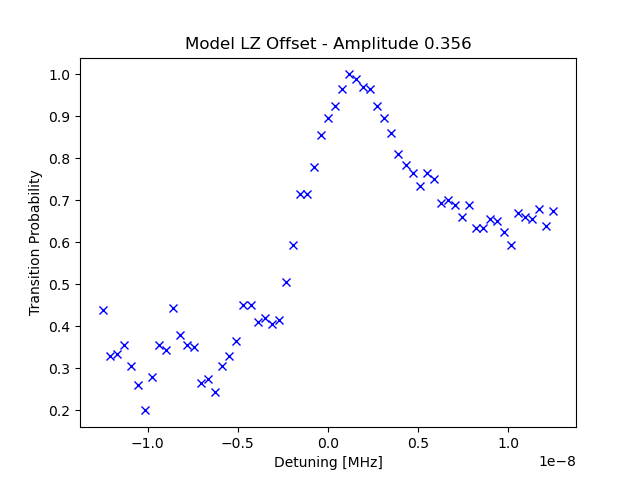 Model LZ Offset - Amplitude 0.356
Transition Probability
1.0
0.9
0.8
0.7
0.6
0.5
0.4
0.3
0.2
−1.0 −0.5 0.0 0.5 1.0
1e−8
Detuning [MHz]